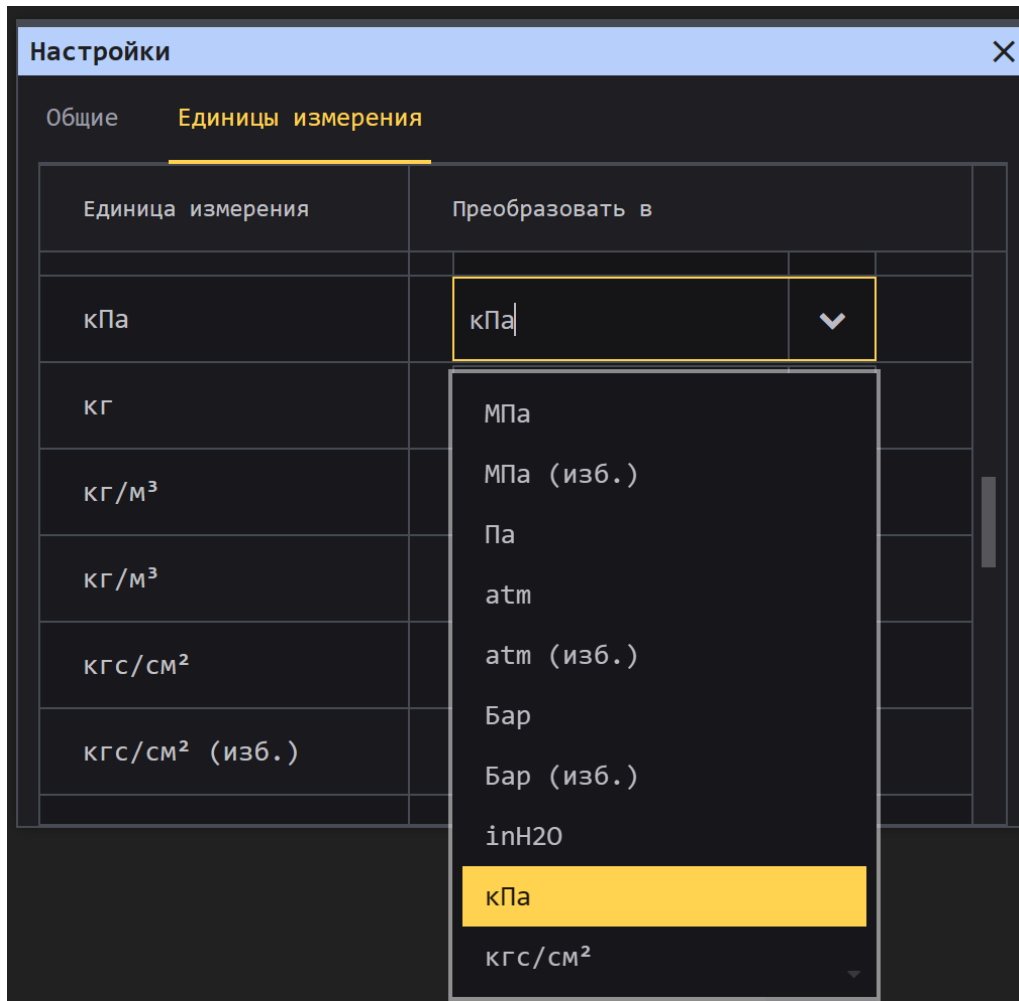 Настройки
Общие Единицы измерения
Единица измерения Преобразовать в
кПа кПа
кг
кг/м³
кг/м³
кгс/см²
кгс/см² (изб.)
МПа
МПа (изб.)
Па
atm
atm (изб.)
Бар
Бар (изб.)
inH2O
кПа
кгс/см²